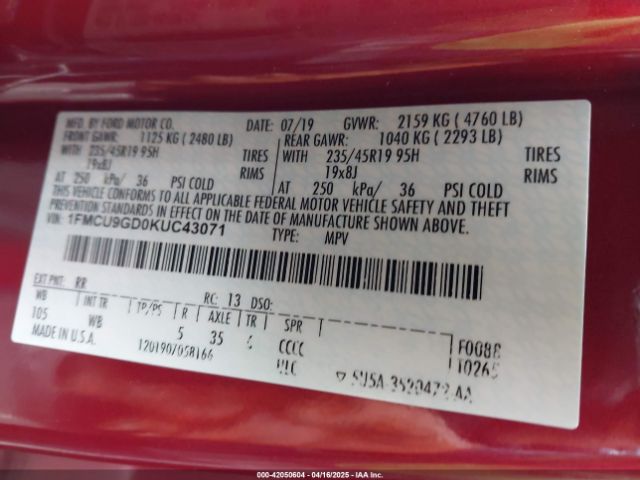 MFD. BY FORD MOTOR CO. DATE: 07/19 GVWR: 2159 KG ( 4760 LB)
FRONT GAWR: 1125 KG ( 2480 LB) REAR GAWR: 1040 KG ( 2293 LB)
WITH 235/45R19 95H TIRES WITH 235/45R19 95H TIRES
19x8J RIMS 19x8J RIMS
AT 250 kPa/ 36 PSI COLD AT 250 kPa/ 36 PSI COLD
THIS VEHICLE CONFORMS TO ALL APPLICABLE FEDERAL MOTOR VEHICLE SAFETY AND THEFT
PREVENTION STANDARDS IN EFFECT ON THE DATE OF MANUFACTURE SHOWN ABOVE.
1FMCU9GD0KUC43071 TYPE: MPV
EXT PNT: RR RC: 13 DSO:
WB INT TR TP/PS R AXLE TR SPR
105 WB 5 35 CCCC F0088
MADE IN U.S.A. 120190705R166 T0265
000-42050604 - 04/16/2025 - IAAI, Inc.